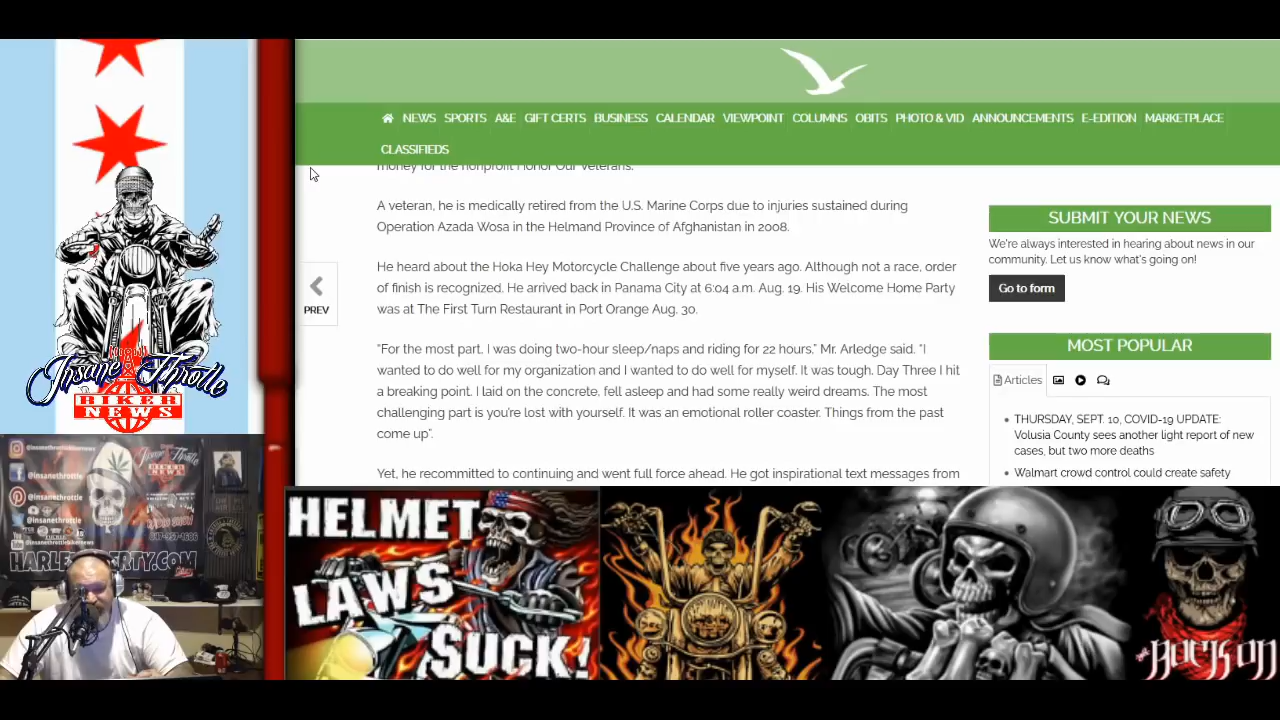 NEWS SPORTS A&E GIFT CERTS BUSINESS CALENDAR VIEWPOINT COLUMNS OBITS PHOTO & VID ANNOUNCEMENTS E-EDITION MARKETPLACE
CLASSIFIEDS
money for the nonprofit Honor Our Veterans.
A veteran, he is medically retired from the U.S. Marine Corps due to injuries sustained during
Operation Azada Wosa in the Helmand Province of Afghanistan in 2008.
He heard about the Hoka Hey Motorcycle Challenge about five years ago. Although not a race, order
of finish is recognized. He arrived back in Panama City at 6:04 a.m. Aug. 19. His Welcome Home Party
was at The First Turn Restaurant in Port Orange Aug. 30.
"For the most part, I was doing two-hour sleep/naps and riding for 22 hours," Mr. Arledge said. "I
wanted to do well for my organization and I wanted to do well for myself. It was tough. Day Three I hit
a breaking point. I laid on the concrete, fell asleep and had some really weird dreams. The most
challenging part is you're lost with yourself. It was an emotional roller coaster. Things from the past
come up".
Yet, he recommitted to continuing and went full force ahead. He got inspirational text messages from
PREV
SUBMIT YOUR NEWS
We're always interested in hearing about news in our
community. Let us know what's going on!
Go to form
MOST POPULAR
Articles
THURSDAY, SEPT. 10, COVID-19 UPDATE:
Volusia County sees another light report of new
cases, but two more deaths
Walmart crowd control could create safety
Insane Throttle
BIKER
NEWS
@insanethrottlebikernews
@insanethrottle
@insanethrottle
@insanethrottle
@insanethrottlebikernews
HELMET
LAWS
SUCK!